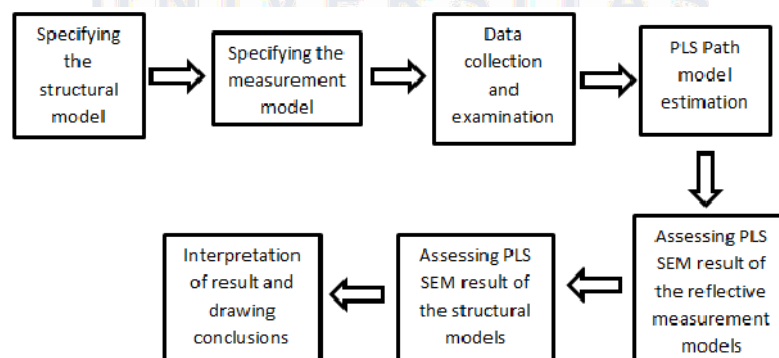 Specifying
the
structural
model
Specifying the
measurement
model
Data
collection
and
examination
PLS Path
model
estimation
Assessing PLS
SEM result of
the reflective
measurement
models
Assessing PLS
SEM result of
the structural
models
Interpretation
of result and
drawing
conclusions